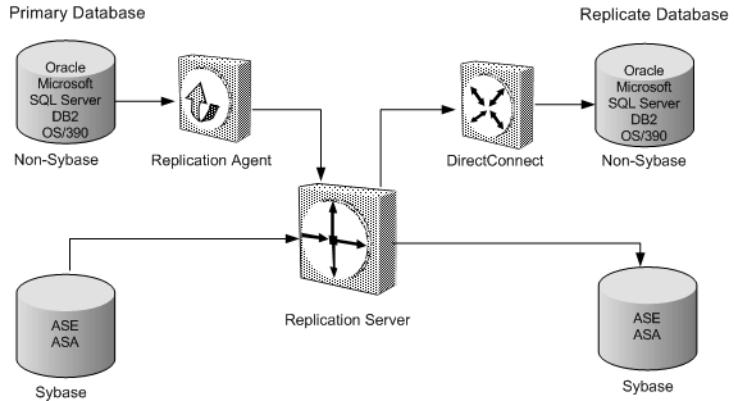 Primary Database
Replicate Database
Oracle
Microsoft
SQL Server
DB2
OS/390
Non-Sybase
Replication Agent
DirectConnect
Oracle
Microsoft
SQL Server
DB2
OS/390
Non-Sybase
Replication Server
ASE
ASA
Sybase
ASE
ASA
Sybase